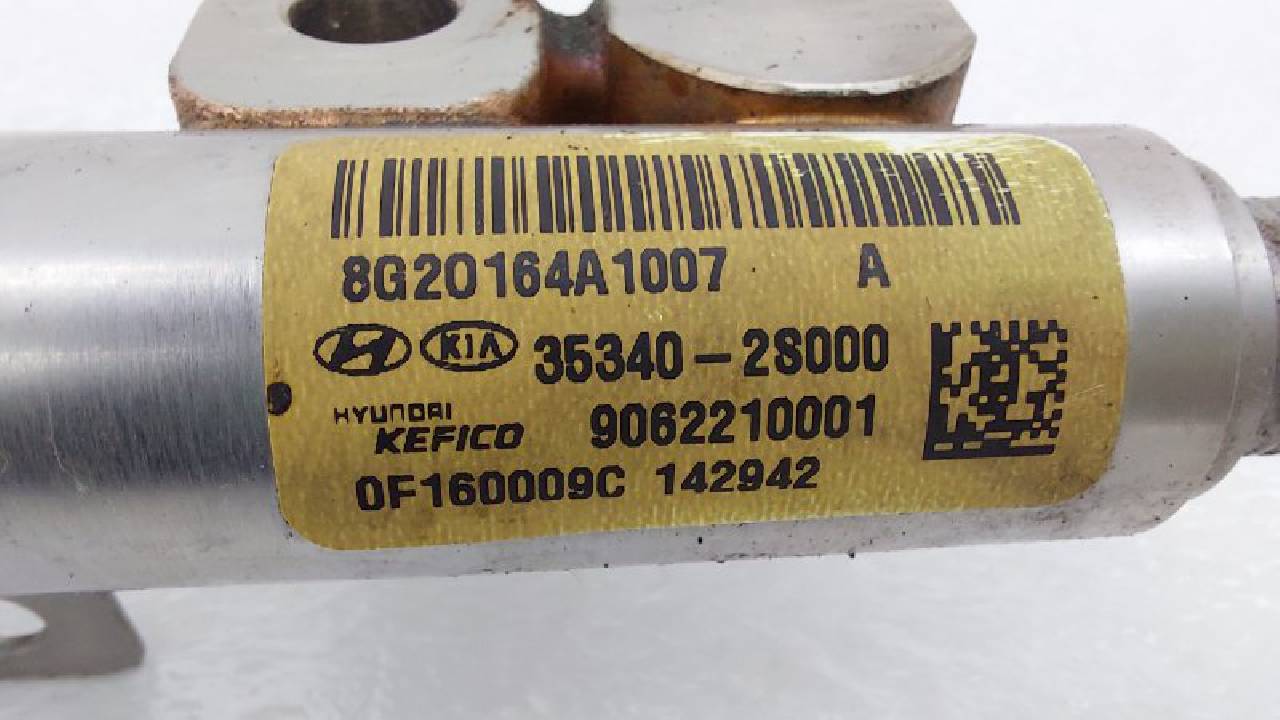 8G20164A1007 A
KIA 35340-2S000
HYUNDAI
KEFICO 9062210001
0F160009C 142942